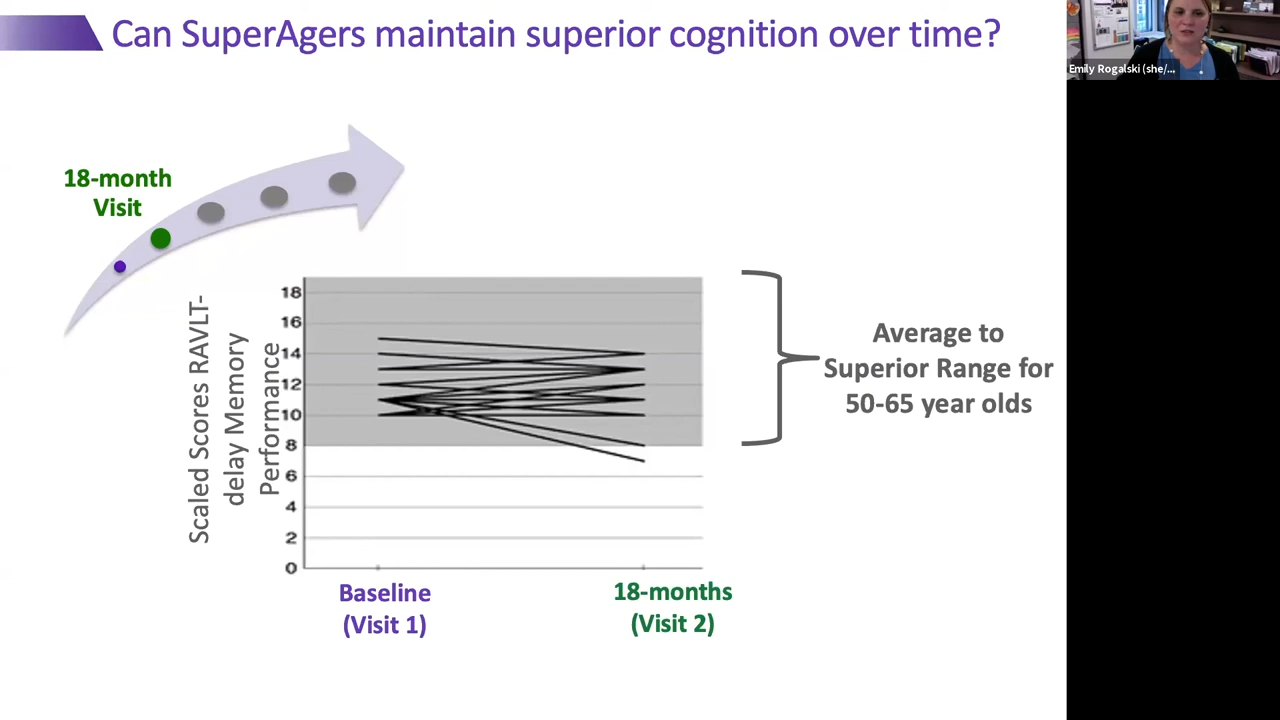 Can SuperAgers maintain superior cognition over time?
Emily Rogalski (she/...
18-month
Visit
Scaled Scores RAVLT-
delay Memory
Performance
18
16
14
12
10
8
6
4
2
0
Baseline
(Visit 1)
18-months
(Visit 2)
Average to
Superior Range for
50-65 year olds